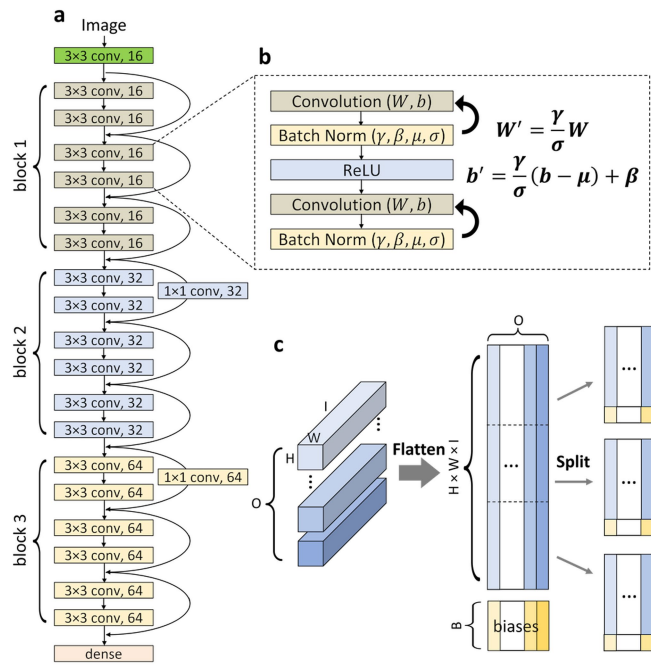 a
Image
3×3 conv, 16
block 1
3×3 conv, 16
3×3 conv, 16
3×3 conv, 16
3×3 conv, 16
3×3 conv, 16
3×3 conv, 16
block 2
3×3 conv, 32
1×1 conv, 32
3×3 conv, 32
3×3 conv, 32
3×3 conv, 32
3×3 conv, 32
3×3 conv, 32
block 3
3×3 conv, 64
1×1 conv, 64
3×3 conv, 64
3×3 conv, 64
3×3 conv, 64
3×3 conv, 64
3×3 conv, 64
dense
b
Convolution (W, b)
Batch Norm (γ, β, μ, σ)
ReLU
Convolution (W, b)
Batch Norm (γ, β, μ, σ)
W' = γ/σ W
b' = γ/σ (b − μ) + β
c
I
W
H
...
...
O
Flatten
O
H × W × I
...
B
biases
Split
...
...
...